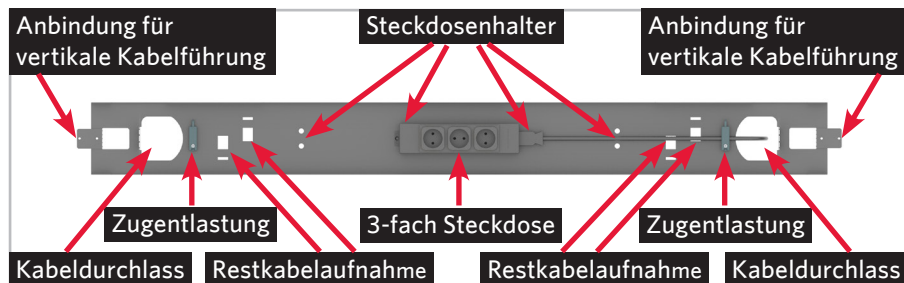 Anbindung für
vertikale Kabelführung
Steckdosenhalter
Anbindung für
vertikale Kabelführung
Zugentlastung
3-fach Steckdose
Zugentlastung
Kabeldurchlass
Restkabelaufnahme
Restkabelaufnahme
Kabeldurchlass